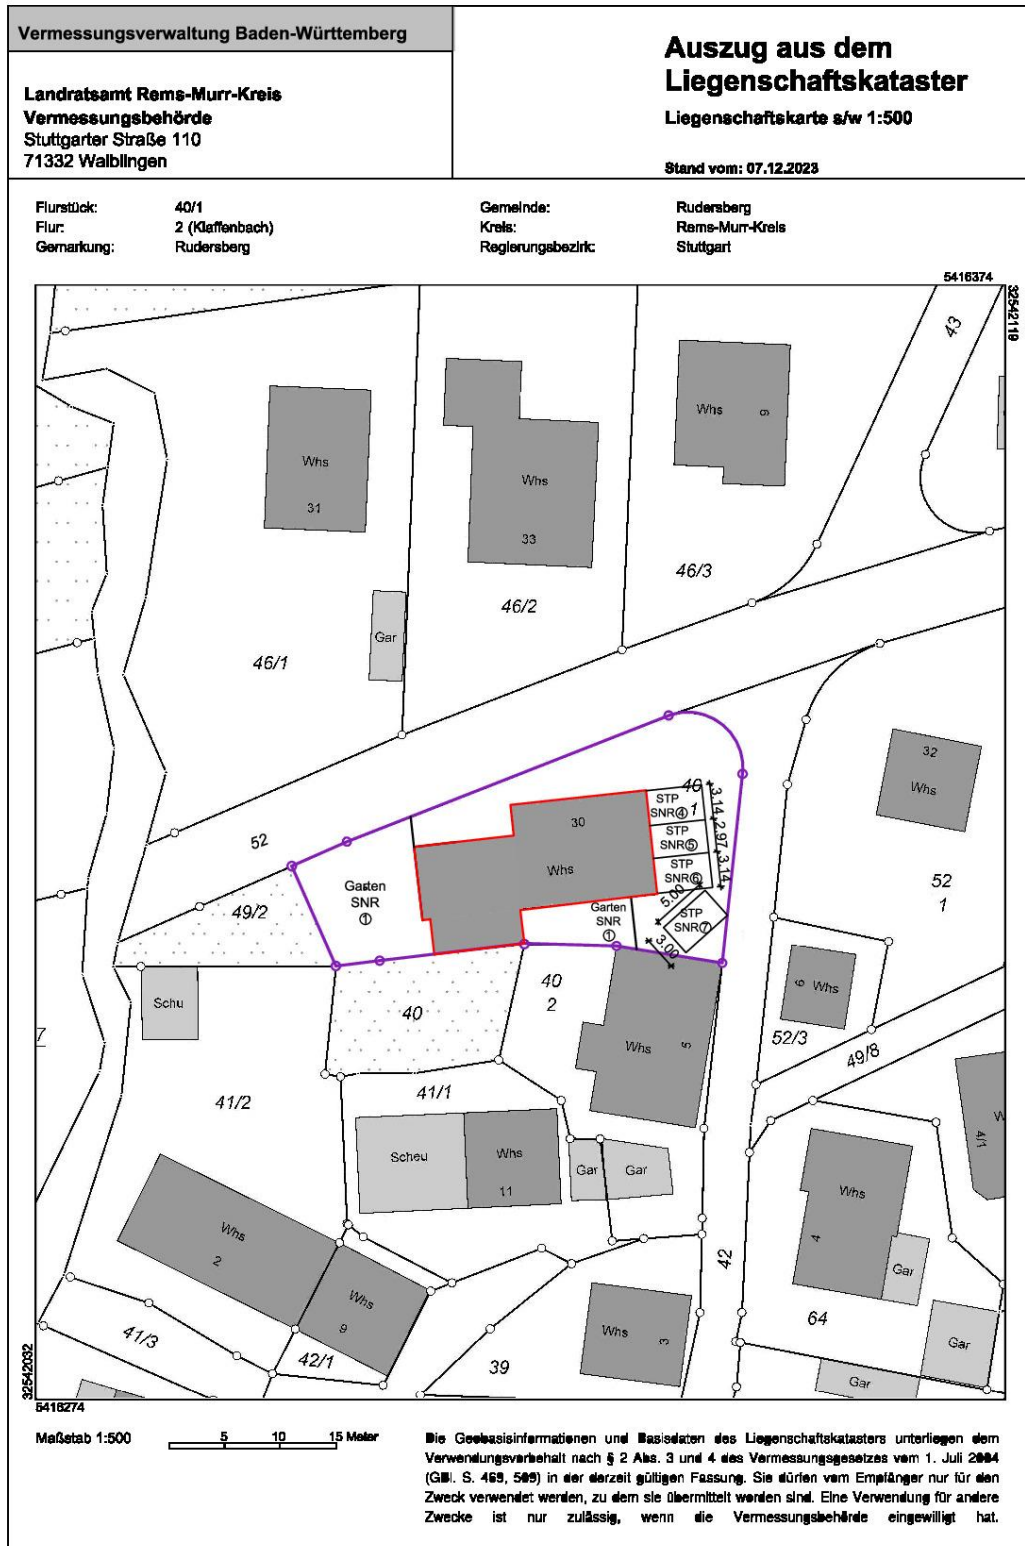 Vermessungsverwaltung Baden-Württemberg
Landratsamt Rems-Murr-Kreis
Vermessungsbehörde
Stuttgarter Straße 110
71332 Waiblingen
Auszug aus dem
Liegenschaftskataster
Liegenschaftskarte s/w 1:500
Stand vom: 07.12.2023
Flurstück: 40/1
Flur: 2 (Klaffenbach)
Gemarkung: Rudersberg
Gemeinde: Rudersberg
Kreis: Rems-Murr-Kreis
Regierungsbezirk: Stuttgart
5416374
32542119
43
Whs
9
Whs
31
Whs
33
46/3
46/2
Gar
46/1
32
Whs
40
1
STP
SNR④
3.14
30
STP
SNR⑤
2.97
52
Whs
STP
SNR⑥
3.14
Garten
SNR
①
5.00
52
1
49/2
Garten
SNR
①
STP
SNR⑦
3.00
40
2
Schu
40
6
Whs
7
Whs
5
52/3
49/8
41/2
41/1
W
4/1
Scheu
Whs
11
Gar
Gar
Whs
4
Whs
2
42
Gar
Whs
9
Whs
3
64
41/3
42/1
39
Gar
Gar
32542032
5416274
Maßstab 1:500
5 10 15 Meter
Die Geobasisinformationen und Basisdaten des Liegenschaftskatasters unterliegen dem
Verwendungsvorbehalt nach § 2 Abs. 3 und 4 des Vermessungsgesetzes vom 1. Juli 2004
(GBl. S. 469, 509) in der derzeit gültigen Fassung. Sie dürfen vom Empfänger nur für den
Zweck verwendet werden, zu dem sie übermittelt worden sind. Eine Verwendung für andere
Zwecke ist nur zulässig, wenn die Vermessungsbehörde eingewilligt hat.